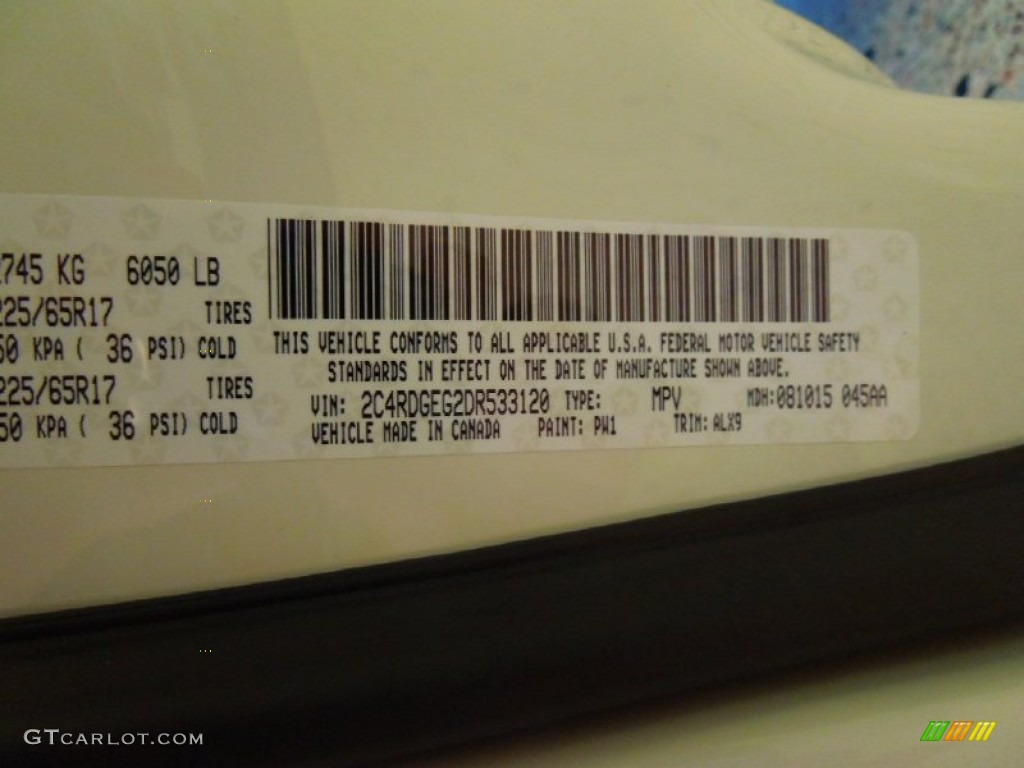 745 KG 6050 LB
225/65R17 TIRES
50 KPA ( 36 PSI) COLD
225/65R17 TIRES
50 KPA ( 36 PSI) COLD
THIS VEHICLE CONFORMS TO ALL APPLICABLE U.S.A. FEDERAL MOTOR VEHICLE SAFETY
STANDARDS IN EFFECT ON THE DATE OF MANUFACTURE SHOWN ABOVE.
VIN: 2C4RDGEG2DR533120 TYPE: MPV MDH:081015 045AA
VEHICLE MADE IN CANADA PAINT: PW1 TRIM: ALX9
GTCARLOT.COM